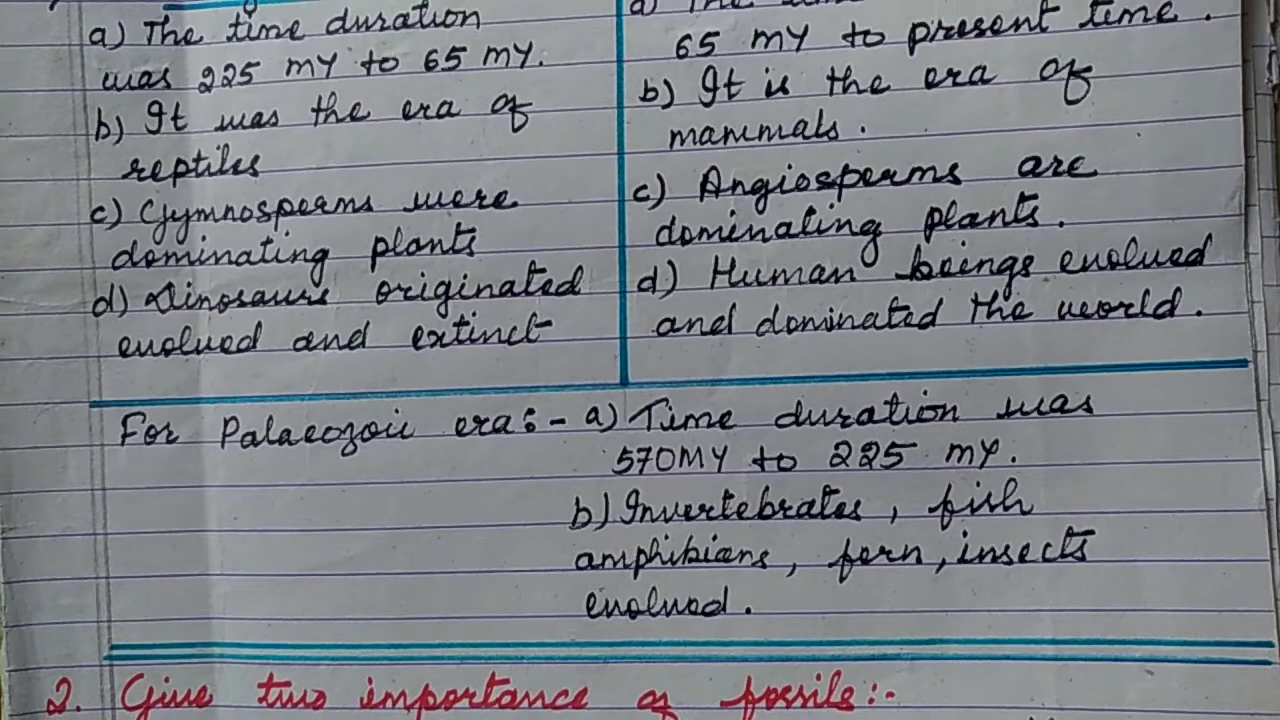 a) The time duration
was 225 MY to 65 MY.
b) It was the era of
reptiles
c) Gymnosperms were
dominating plants
d) Dinosaurs originated
evolved and extinct
65 MY to present time.
b) It is the era of
mammals.
c) Angiosperms are
dominating plants.
d) Human beings evolved
and dominated the world.
For Palaeozoic era:- a) Time duration was
570MY to 225 MY.
b) Invertebrates, fish
amphibians, fern, insects
evolved.
2. Give two importance of fossils:-